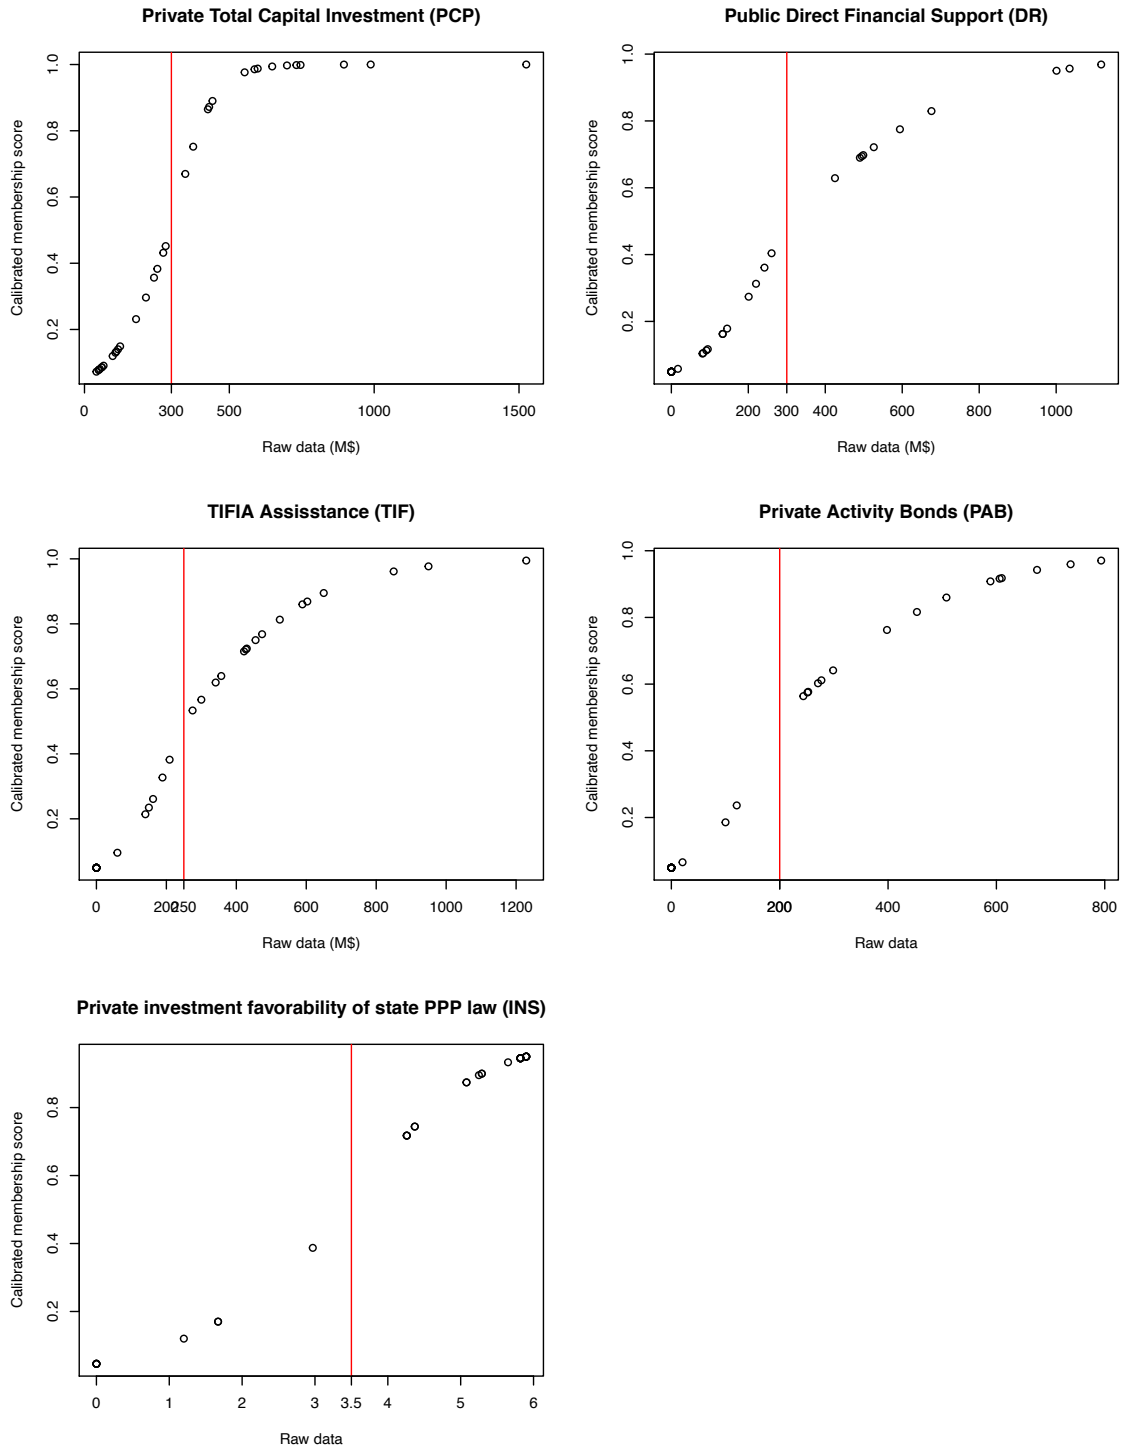 Private Total Capital Investment (PCP)
Calibrated membership score
1.0
0.8
0.6
0.4
0.2
0 300 500 1000 1500
Raw data (M$)
Public Direct Financial Support (DR)
Calibrated membership score
1.0
0.8
0.6
0.4
0.2
0 200 300 400 600 800 1000
Raw data (M$)
TIFIA Assisstance (TIF)
Calibrated membership score
1.0
0.8
0.6
0.4
0.2
0 200 250 400 600 800 1000 1200
Raw data (M$)
Private Activity Bonds (PAB)
Calibrated membership score
1.0
0.8
0.6
0.4
0.2
0 200 400 600 800
Raw data
Private investment favorability of state PPP law (INS)
Calibrated membership score
0.8
0.6
0.4
0.2
0 1 2 3 3.5 4 5 6
Raw data